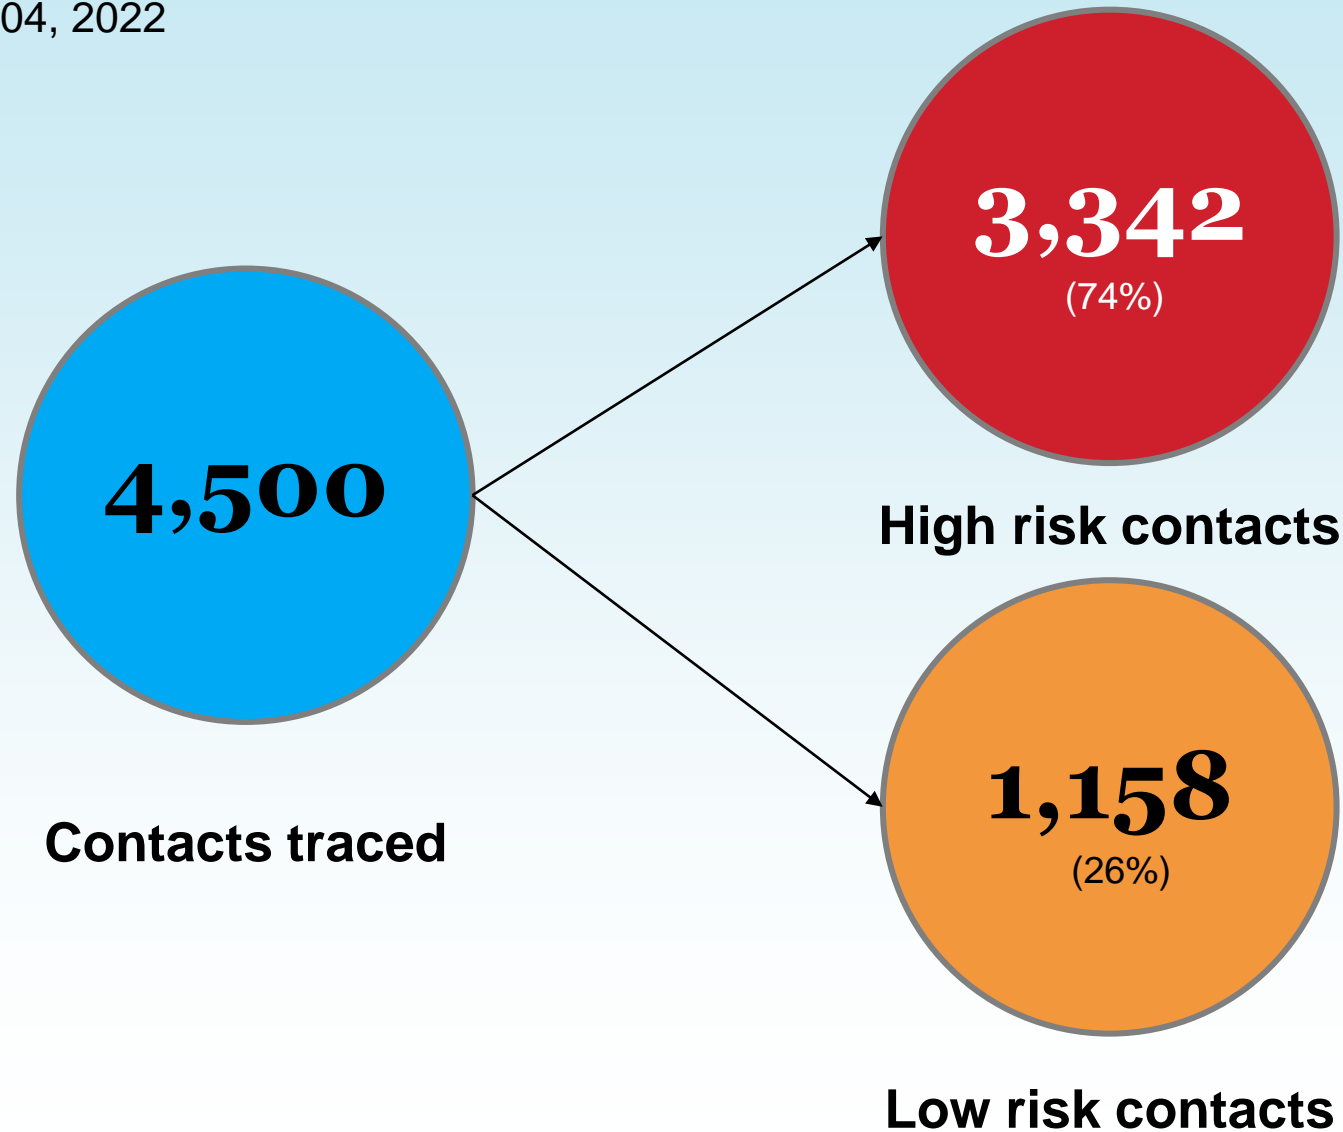 04, 2022
3,342
(74%)
High risk contacts
4,500
Contacts traced
1,158
(26%)
Low risk contacts